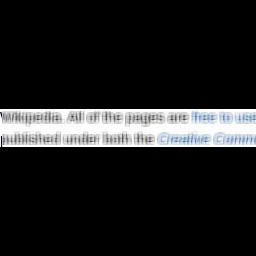 Wikipedia. All of the pages are free to use
published under both the Creative Comm